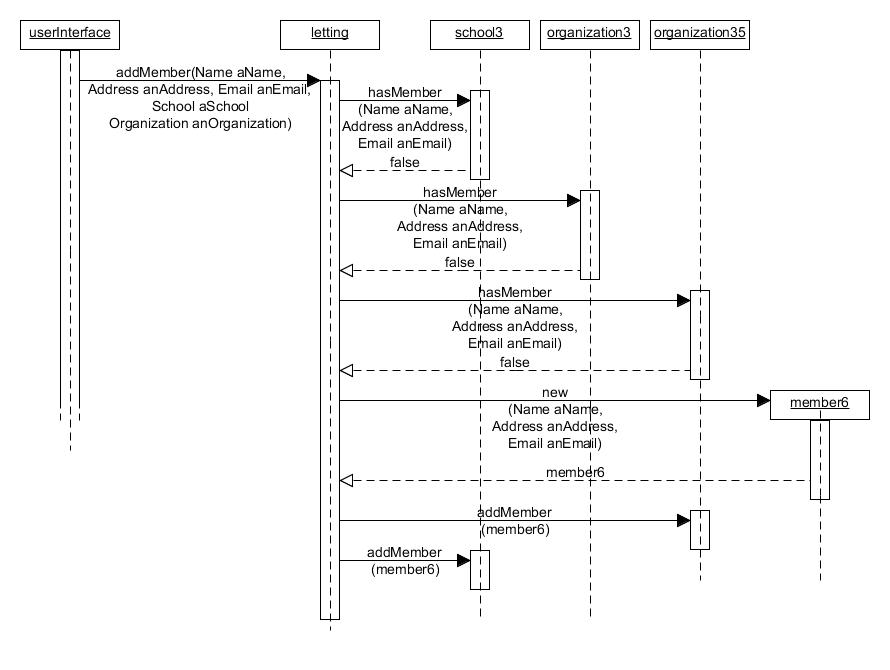 userInterface
letting
school3
organization3
organization35
addMember(Name aName,
Address anAddress, Email anEmail,
School aSchool
Organization anOrganization)
hasMember
(Name aName,
Address anAddress,
Email anEmail)
false
hasMember
(Name aName,
Address anAddress,
Email anEmail)
false
hasMember
(Name aName,
Address anAddress,
Email anEmail)
false
new
(Name aName,
Address anAddress,
Email anEmail)
member6
member6
addMember
(member6)
addMember
(member6)